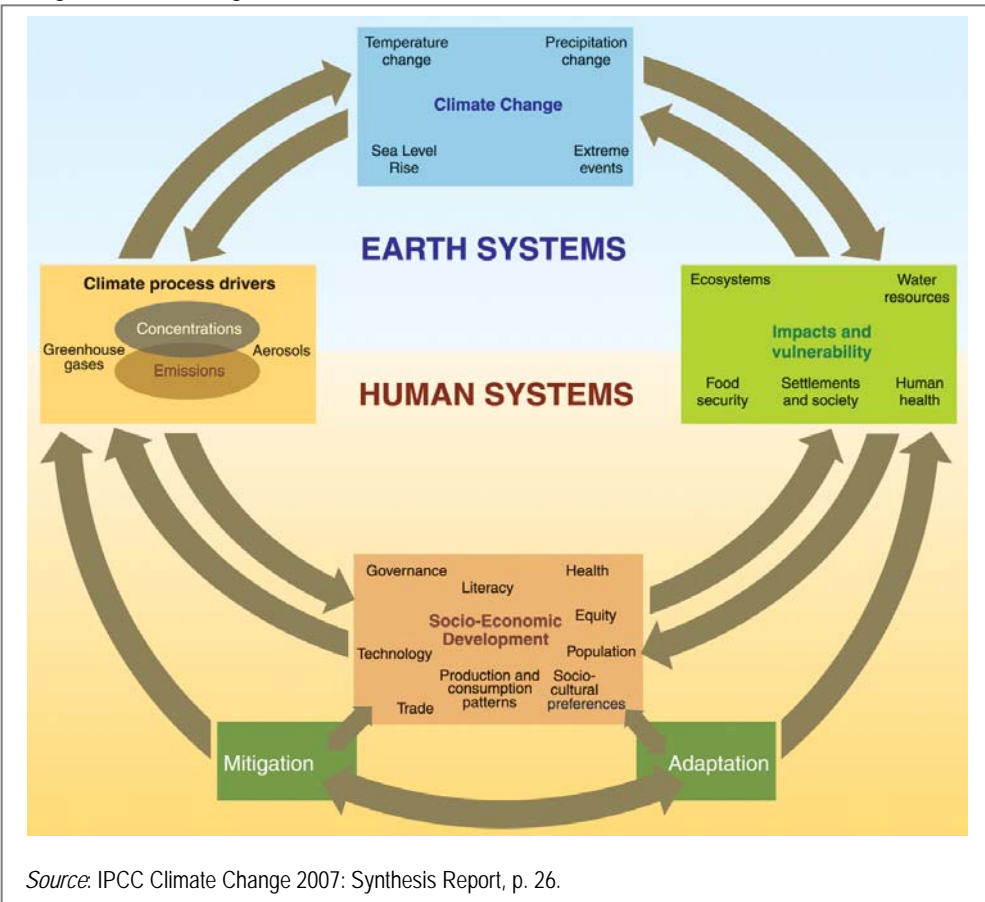 Temperature
change
Precipitation
change
Climate Change
Sea Level
Rise
Extreme
events
EARTH SYSTEMS
Climate process drivers
Concentrations
Greenhouse
gases
Aerosols
Emissions
Ecosystems
Water
resources
Impacts and
vulnerability
Food
security
Settlements
and society
Human
health
HUMAN SYSTEMS
Governance
Literacy
Health
Socio-Economic
Development
Equity
Technology
Population
Production and
consumption
patterns
Socio-
cultural
preferences
Trade
Mitigation
Adaptation
Source: IPCC Climate Change 2007: Synthesis Report, p. 26.